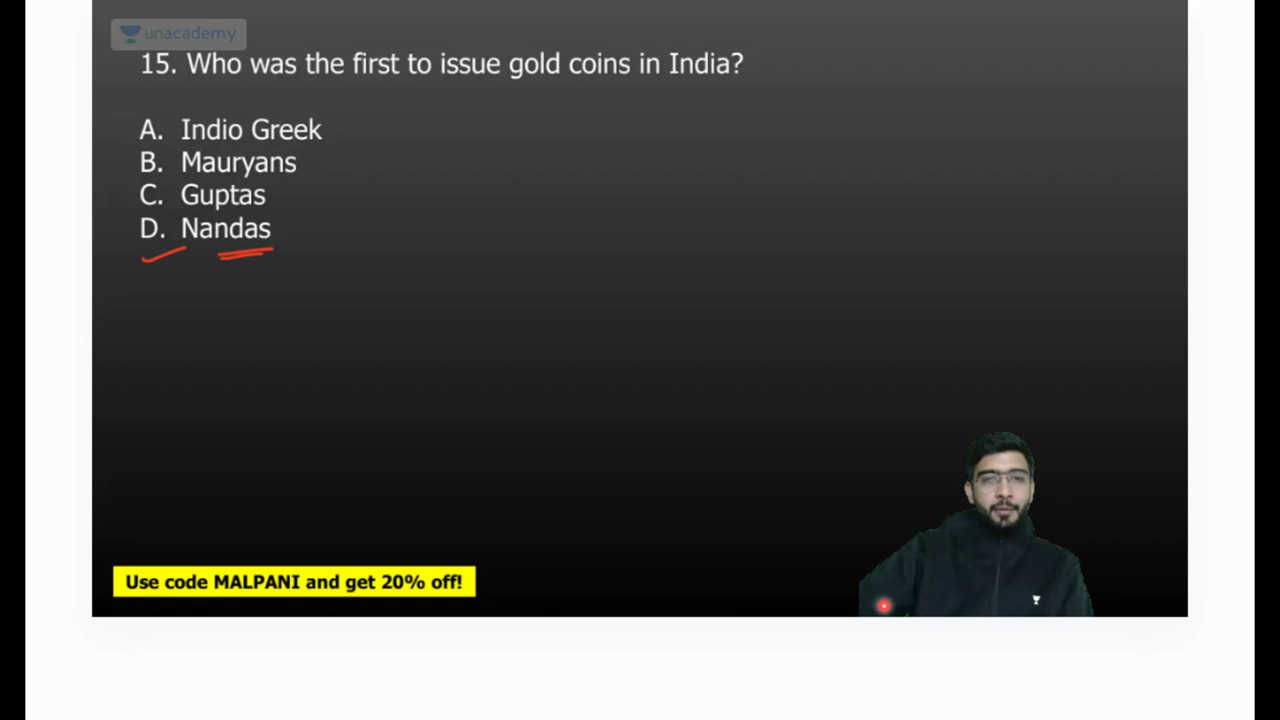 unacademy
15. Who was the first to issue gold coins in India?
A. Indio Greek
B. Mauryans
C. Guptas
D. Nandas
Use code MALPANI and get 20% off!